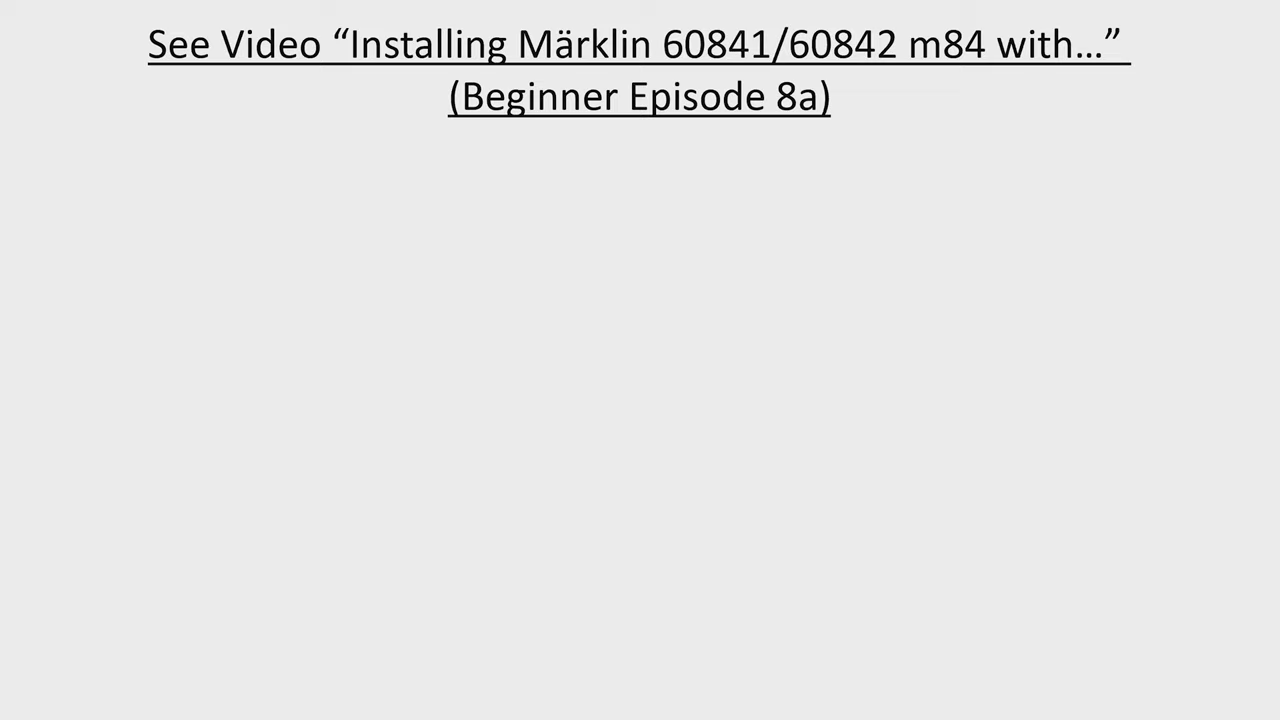 See Video “Installing Märklin 60841/60842 m84 with…”
(Beginner Episode 8a)